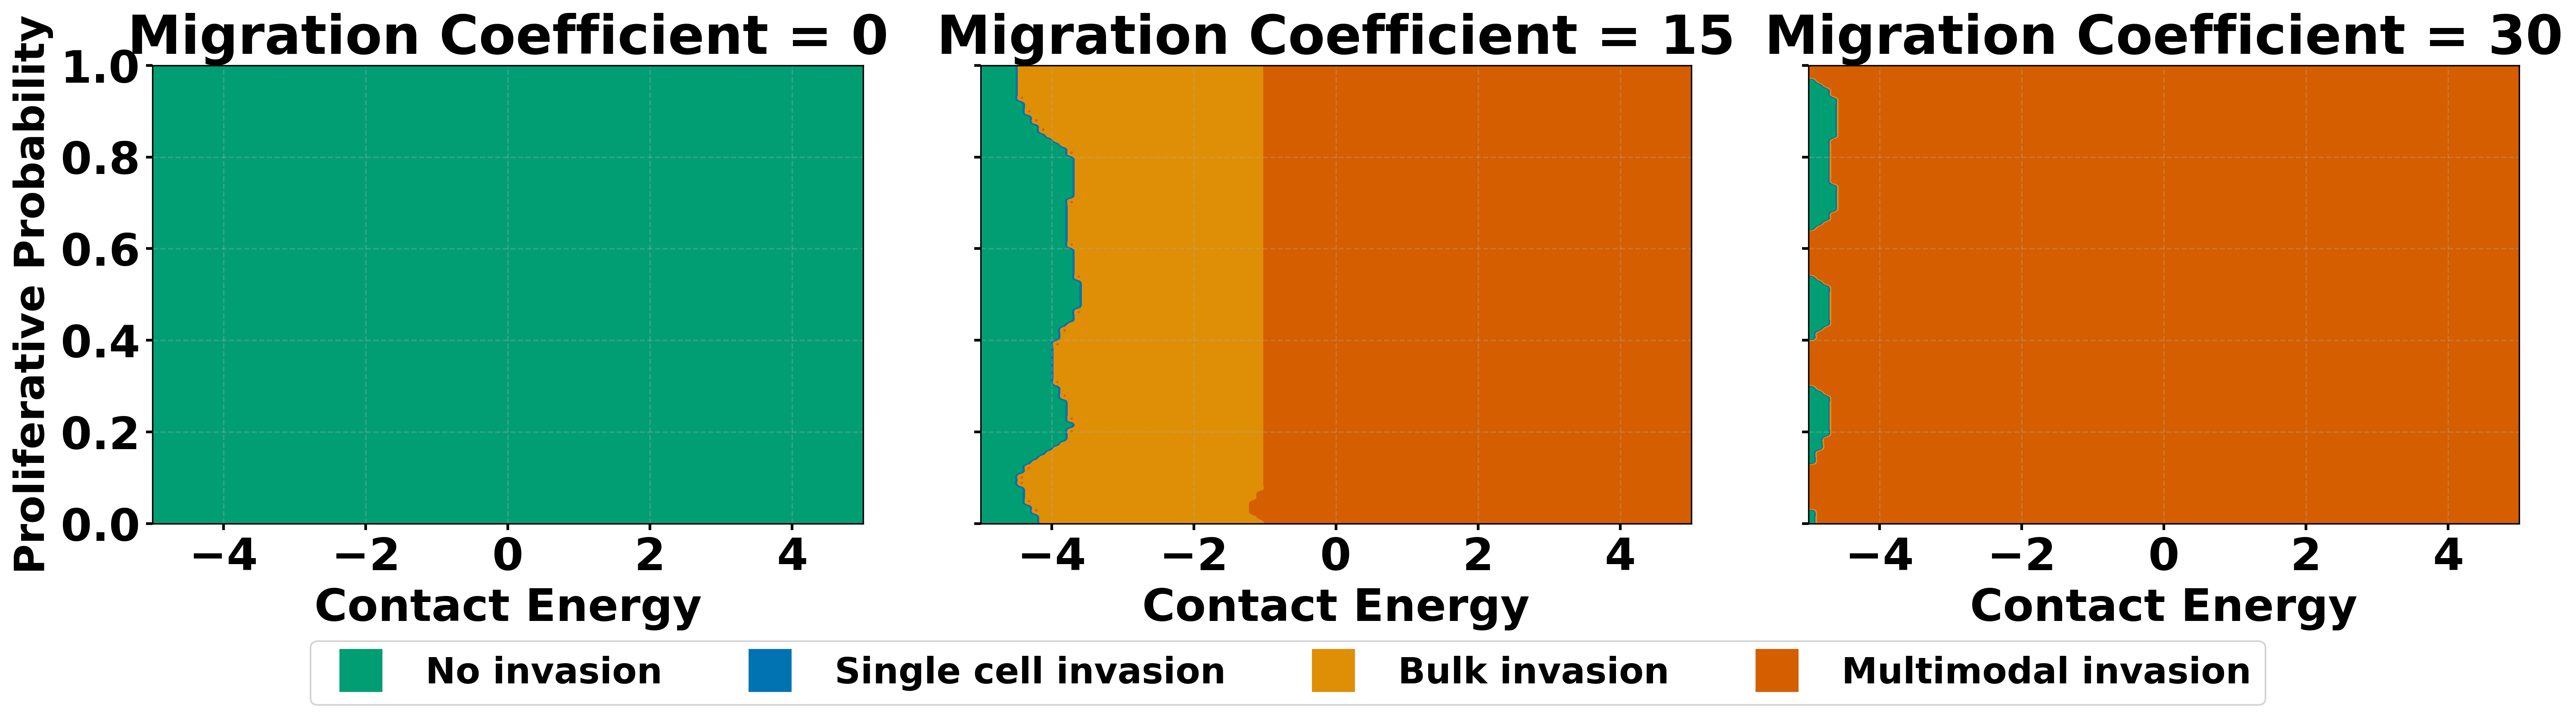 Migration Coefficient = 0
Migration Coefficient = 15
Migration Coefficient = 30
Proliferative Probability
1.0
0.8
0.6
0.4
0.2
0.0
−4 −2 0 2 4
−4 −2 0 2 4
−4 −2 0 2 4
Contact Energy
Contact Energy
Contact Energy
No invasion
Single cell invasion
Bulk invasion
Multimodal invasion